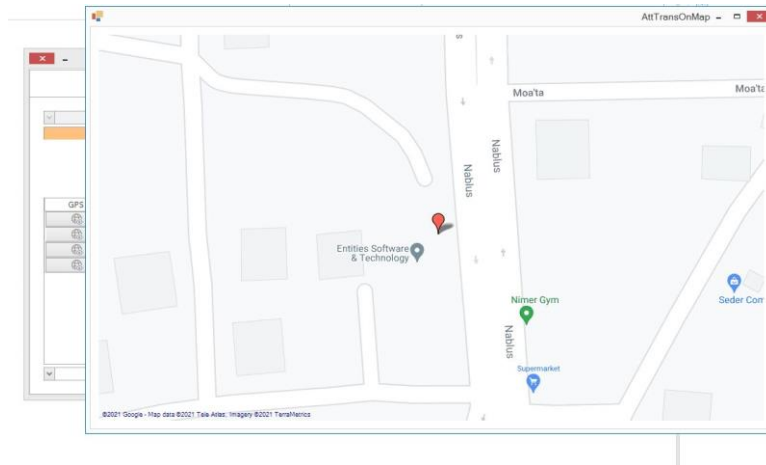 AttTransOnMap
GPS
Moa'ta
Moa'ta
Nablus
Nablus
Entities Software
& Technology
Nimer Gym
Seder Com
Nablus
Supermarket
©2021 Google - Map data ©2021 Tele Atlas, Imagery ©2021 TerraMetrics